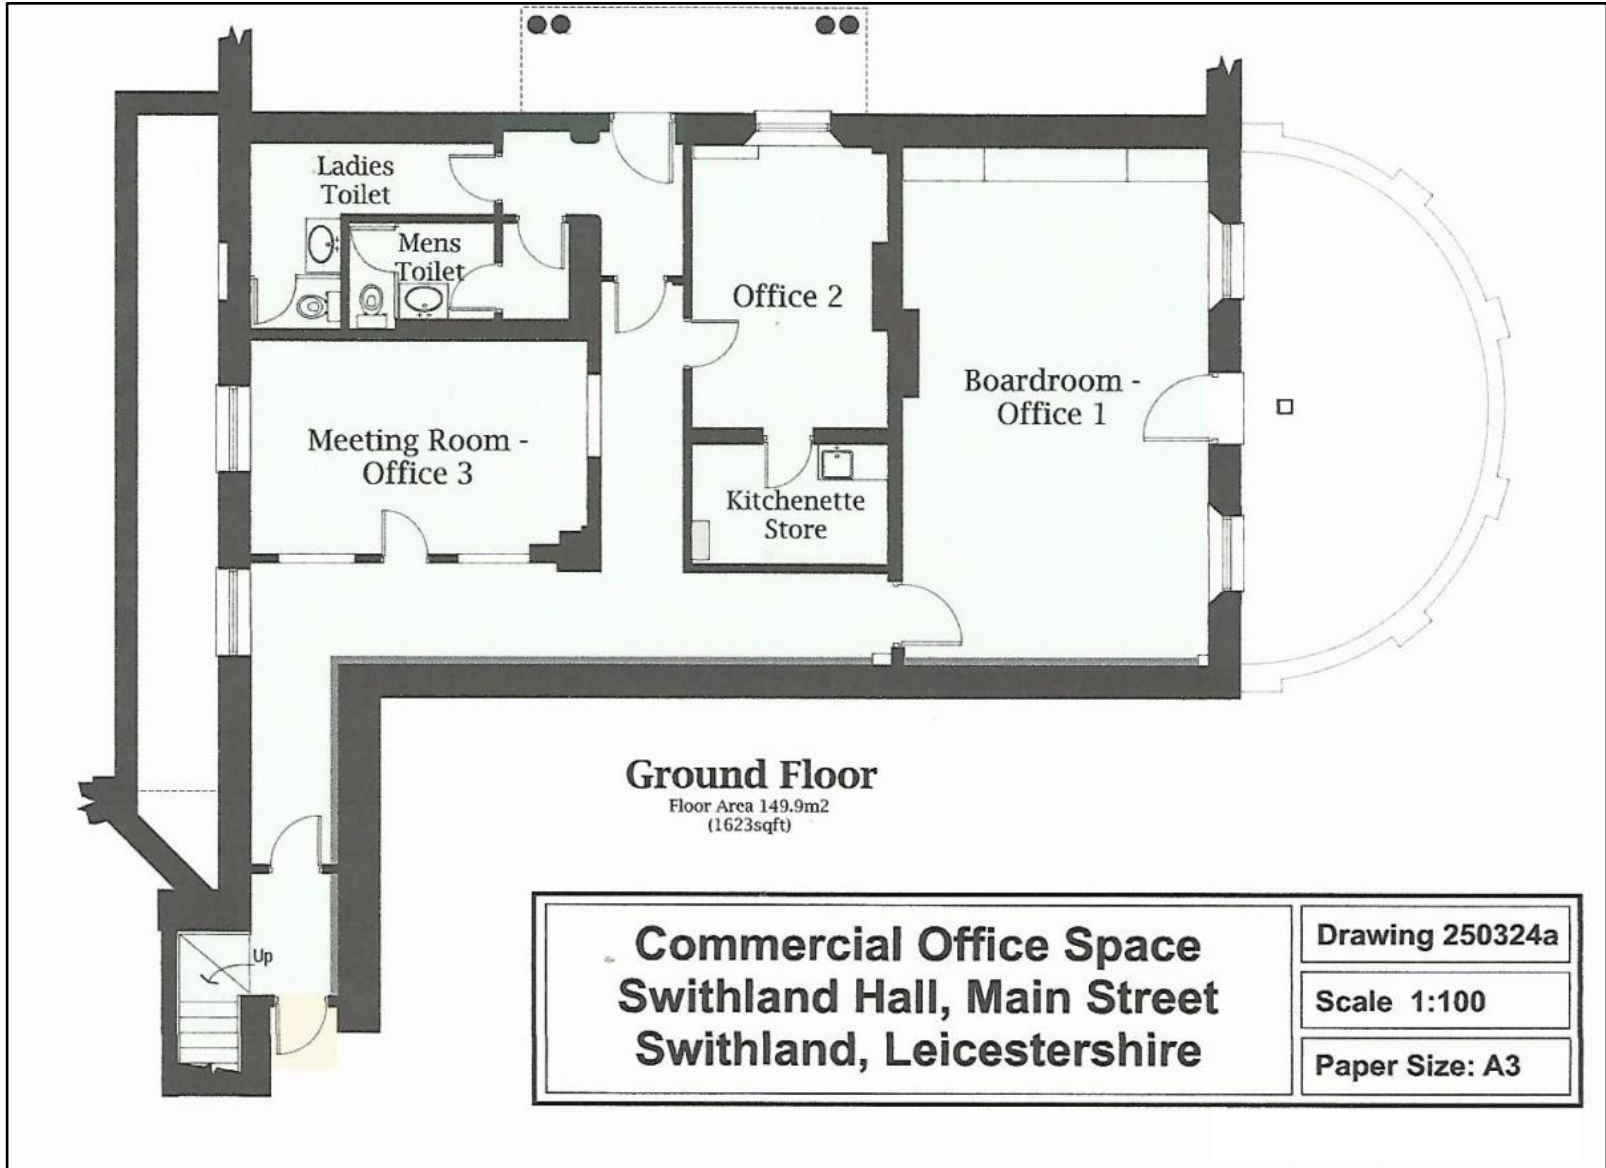 Ladies
Toilet
Mens
Toilet
Office 2
Boardroom -
Office 1
Meeting Room -
Office 3
Kitchenette
Store
Ground Floor
Floor Area 149.9m2
(1623sqft)
Up
Commercial Office Space
Swithland Hall, Main Street
Swithland, Leicestershire
Drawing 250324a
Scale 1:100
Paper Size: A3